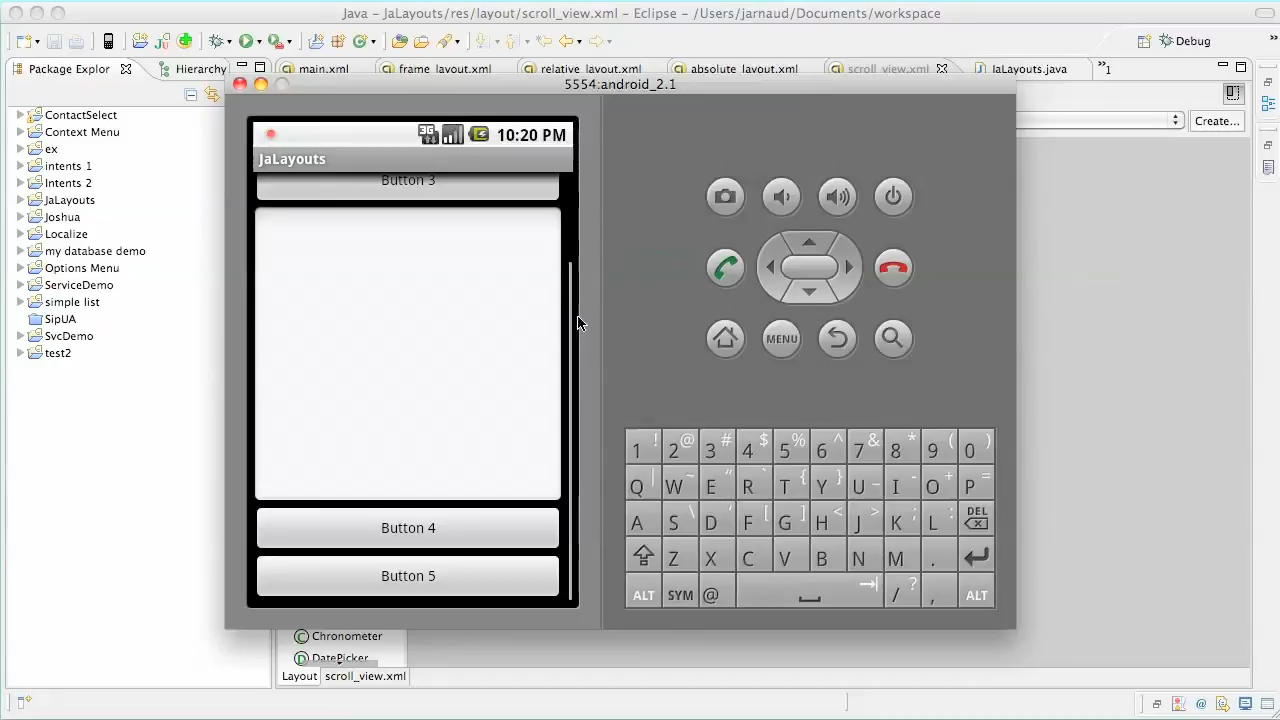 Java – JaLayouts/res/layout/scroll_view.xml – Eclipse – /Users/jarnaud/Documents/workspace
Debug
Package Explor
Hierarchy
main.xml
frame_layout.xml
relative_layout.xml
absolute_layout.xml
scroll_view.xml
JaLayouts.java
»1
5554:android_2.1
Create...
ContactSelect
Context Menu
ex
intents 1
Intents 2
JaLayouts
Joshua
Localize
my database demo
Options Menu
ServiceDemo
simple list
SipUA
SvcDemo
test2
3G
10:20 PM
JaLayouts
Button 3
Button 4
Button 5
MENU
1 ! 2 @ 3 # 4 $ 5 % 6 ^ 7 & 8 * 9 ( 0 )
Q | W ~ E " R ` T { Y } U _ I - O + P =
A S \ D ' F [ G ] H < J > K ; L : DEL
Z X C V B N M .
ALT SYM @ / ? , ALT
Chronometer
DatePicker
Layout
scroll_view.xml